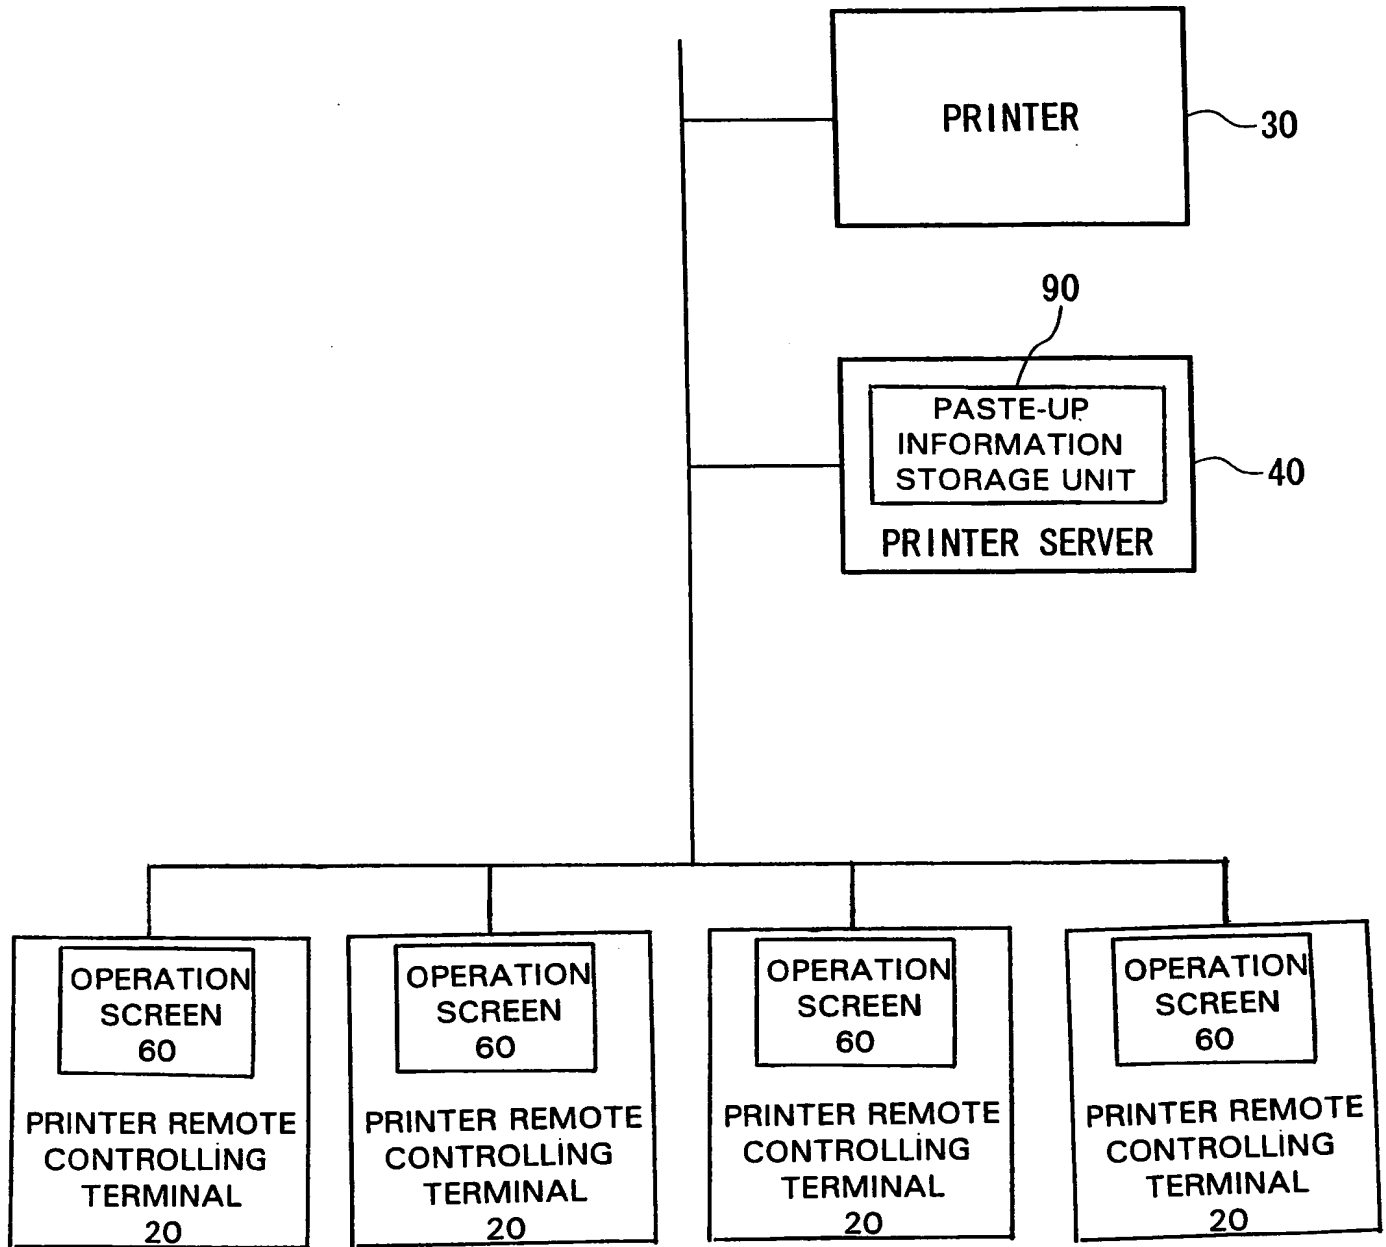 PRINTER
30
90
PASTE-UP
INFORMATION
STORAGE UNIT
40
PRINTER SERVER
OPERATION
SCREEN
60
PRINTER REMOTE
CONTROLLING
TERMINAL
20
OPERATION
SCREEN
60
PRINTER REMOTE
CONTROLLING
TERMINAL
20
OPERATION
SCREEN
60
PRINTER REMOTE
CONTROLLING
TERMINAL
20
OPERATION
SCREEN
60
PRINTER REMOTE
CONTROLLING
TERMINAL
20